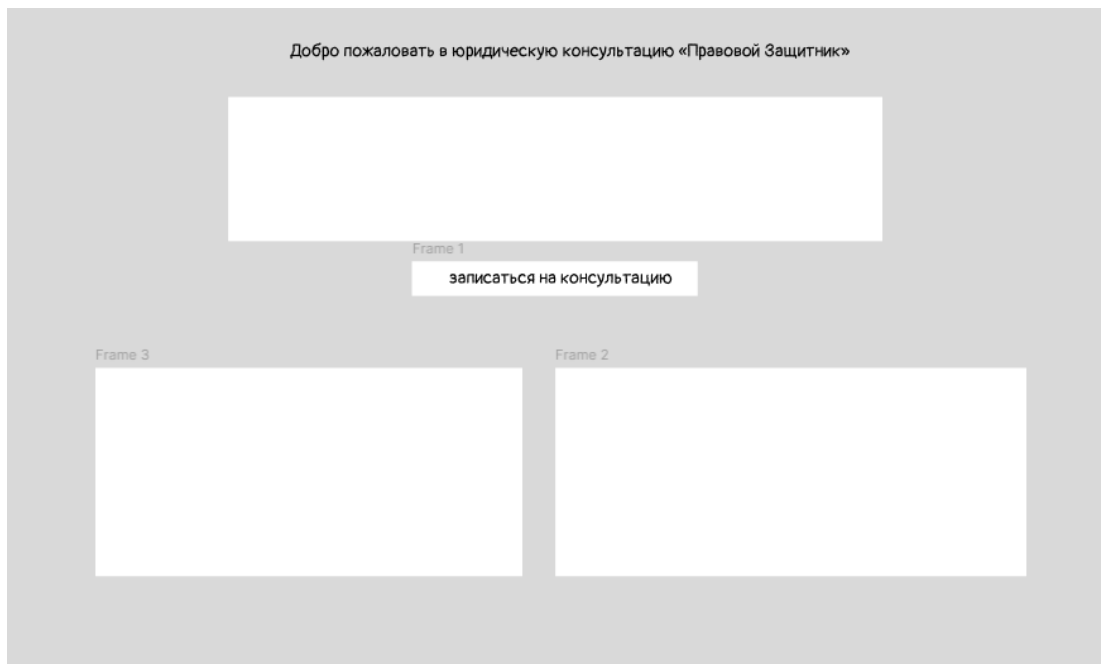 Добро пожаловать в юридическую консультацию «Правовой Защитник»
Frame 1
записаться на консультацию
Frame 3
Frame 2